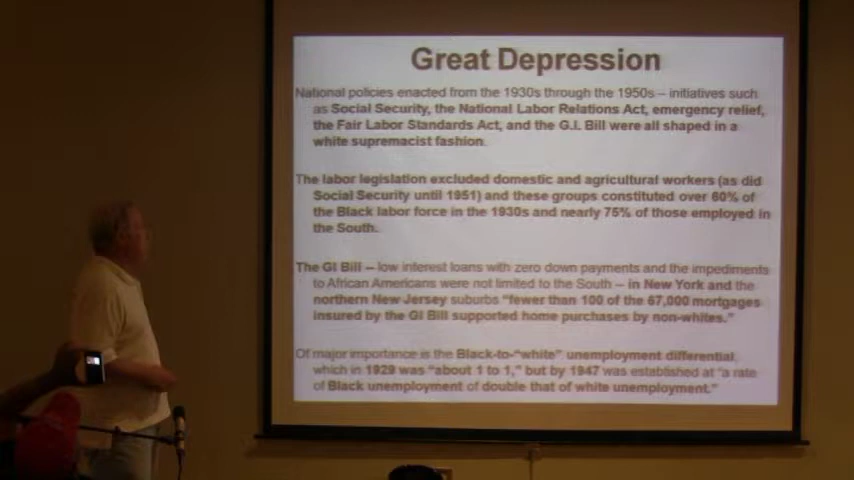 Great Depression
National policies enacted from the 1930s through the 1950s – initiatives such
as Social Security, the National Labor Relations Act, emergency relief,
the Fair Labor Standards Act, and the G.I. Bill were all shaped in a
white supremacist fashion.
The labor legislation excluded domestic and agricultural workers (as did
Social Security until 1951) and these groups constituted over 60% of
the Black labor force in the 1930s and nearly 75% of those employed in
the South.
The GI Bill – low interest loans with zero down payments and the impediments
to African Americans were not limited to the South – in New York and the
northern New Jersey suburbs "fewer than 100 of the 67,000 mortgages
insured by the GI Bill supported home purchases by non-whites."
Of major importance is the Black-to-"white" unemployment differential,
which in 1929 was "about 1 to 1," but by 1947 was established at "a rate
of Black unemployment of double that of white unemployment."